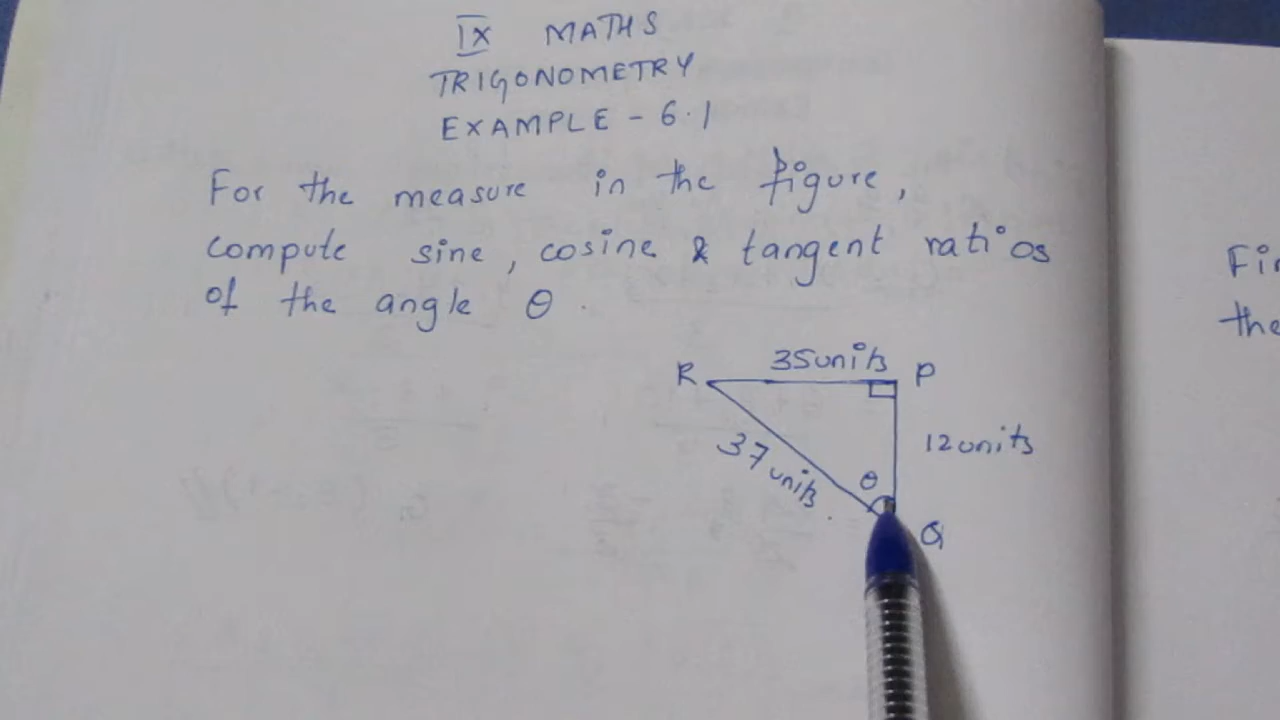 IX MATHS
TRIGONOMETRY
EXAMPLE - 6.1
For the measure in the figure,
compute sine, cosine & tangent ratios
of the angle θ.
35units
R
P
12units
37 units
θ
Q
Fin
the